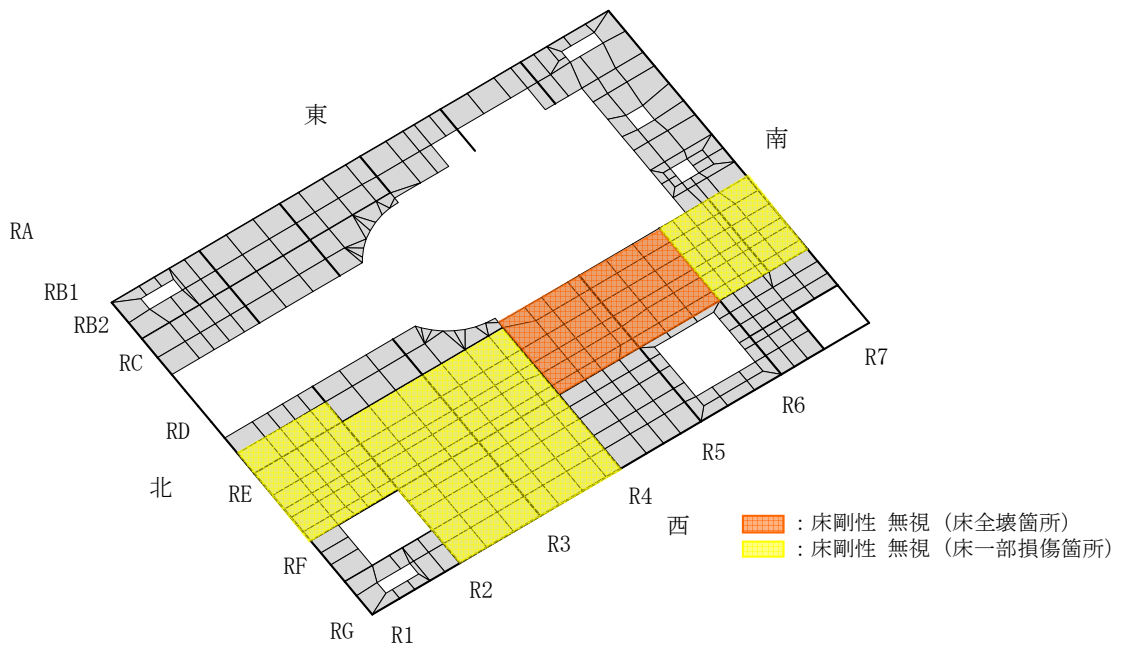 東
南
RA
RB1
RB2
RC
RD
北
RE
RF
RG
R1
R2
R3
西
R4
R5
R6
R7
：床剛性 無視 (床全壊箇所)
：床剛性 無視 (床一部損傷箇所)